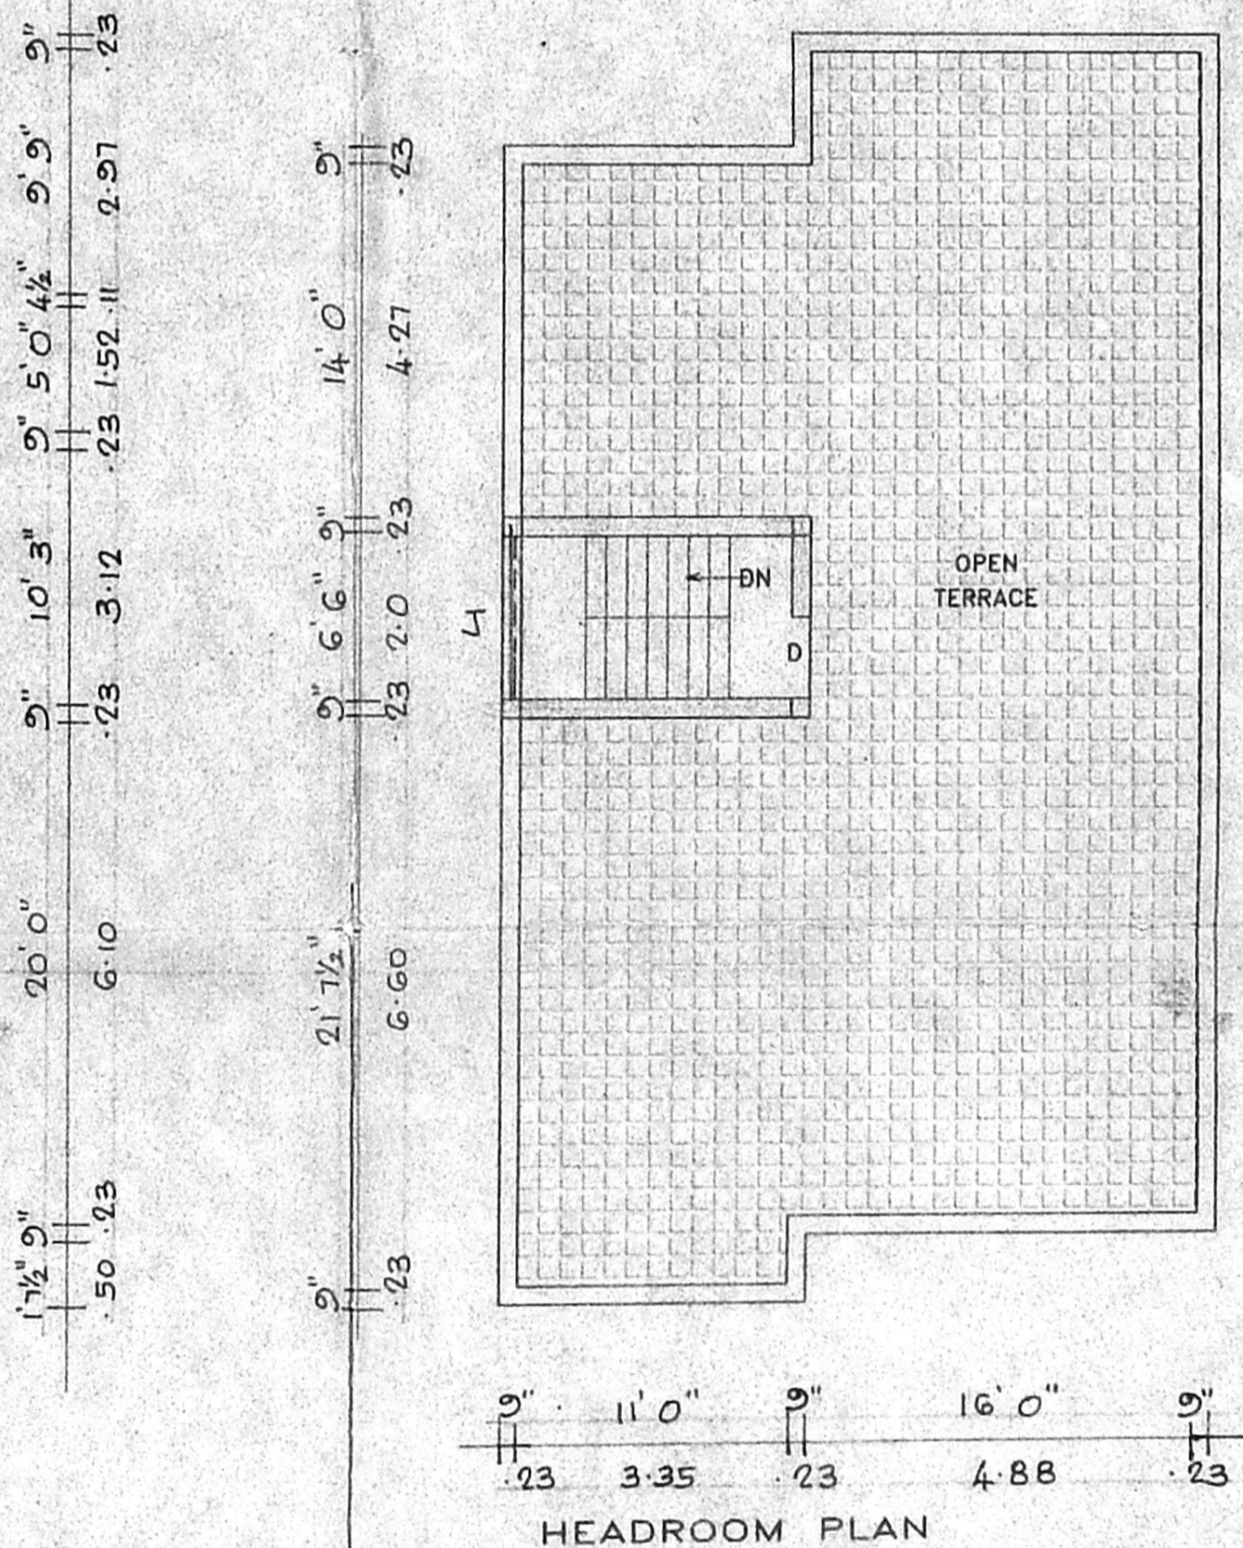 9" 9' 9" 4½" 5' 0" 9" 10' 3" 9" 20' 0" 9" 1' 7½"
.23 2.97 .11 1.52 .23 3.12 .23 6.10 .23 .50
9" 14' 0" 9" 6' 6" 9" 21' 7½" 9"
.23 4.27 .23 2.0 .23 6.60 .23
DN
D
OPEN
TERRACE
9" 11' 0" 9" 16' 0" 9"
.23 3.35 .23 4.88 .23
HEADROOM PLAN